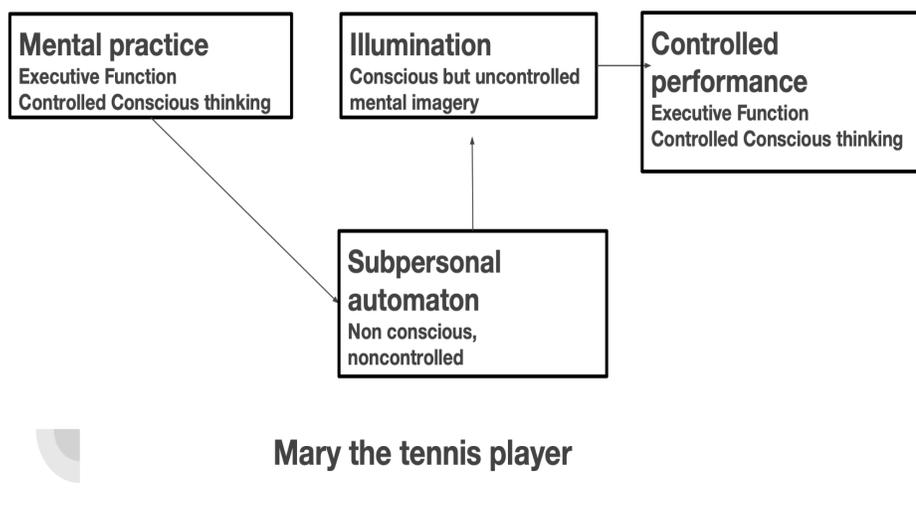 Mental practice
Executive Function
Controlled Conscious thinking
Illumination
Conscious but uncontrolled
mental imagery
Controlled
performance
Executive Function
Controlled Conscious thinking
Subpersonal
automaton
Non conscious,
noncontrolled
Mary the tennis player